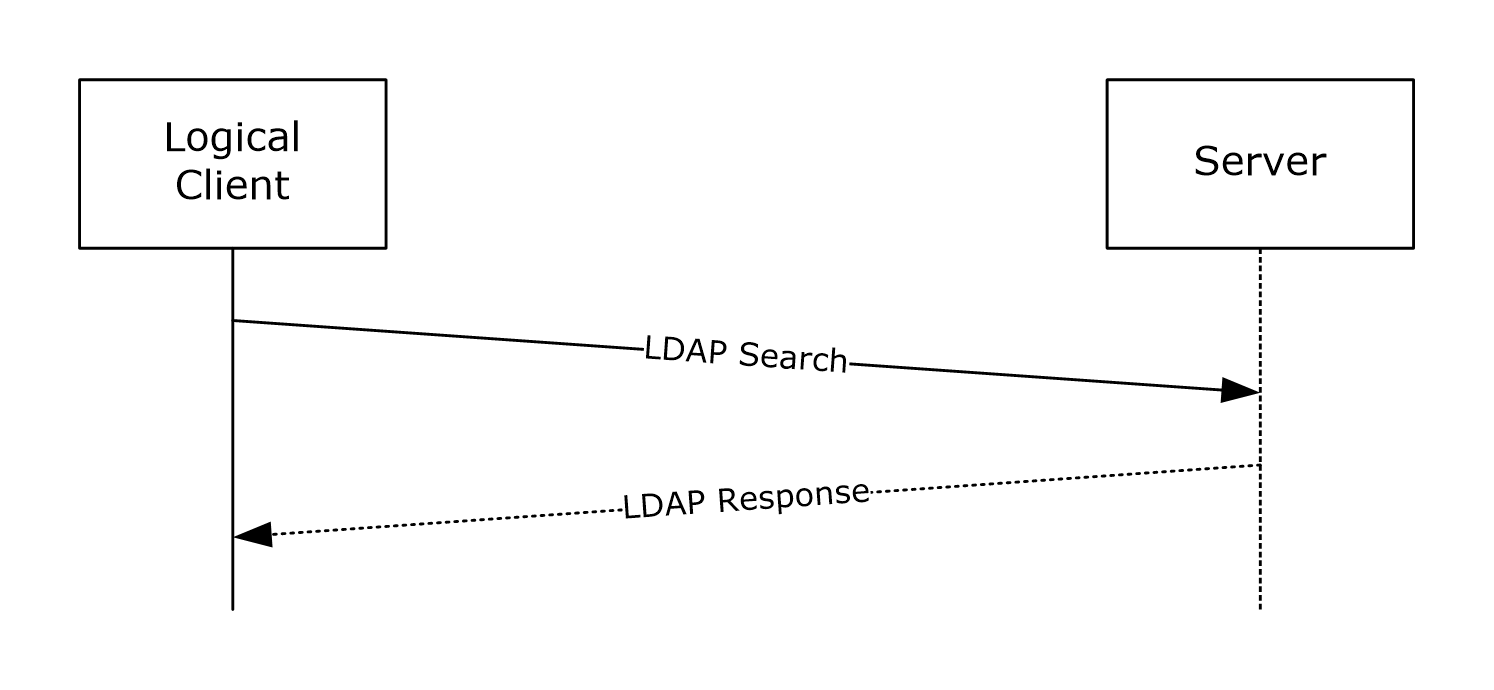 Logical
Client
Server
LDAP Search
LDAP Response